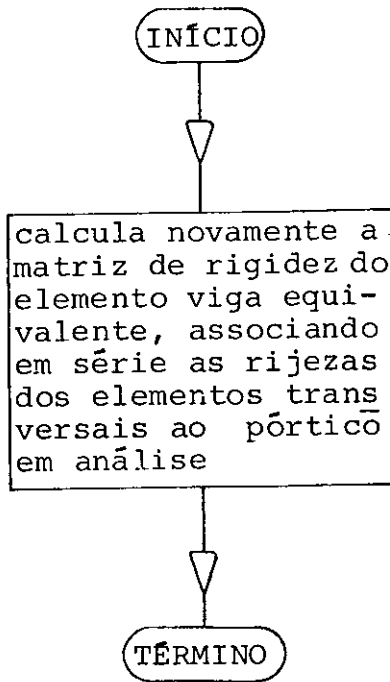 INÍCIO
calcula novamente a
matriz de rigidez do
elemento viga equi-
valente, associando
em série as rijezas
dos elementos trans
versais ao pórtico
em análise
TÉRMINO